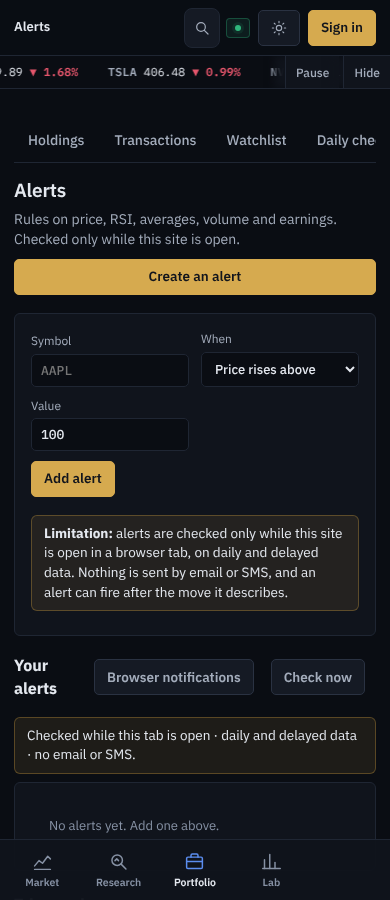 Alerts
Sign in
.89 ▼ 1.68% TSLA 406.48 ▼ 0.99%
Pause
Hide
Holdings Transactions Watchlist Daily che
Alerts
Rules on price, RSI, averages, volume and earnings.
Checked only while this site is open.
Create an alert
Symbol When
AAPL Price rises above
Value
100
Add alert
Limitation: alerts are checked only while this site
is open in a browser tab, on daily and delayed
data. Nothing is sent by email or SMS, and an
alert can fire after the move it describes.
Your
alerts
Browser notifications
Check now
Checked while this tab is open · daily and delayed data
· no email or SMS.
No alerts yet. Add one above.
Market Research Portfolio Lab